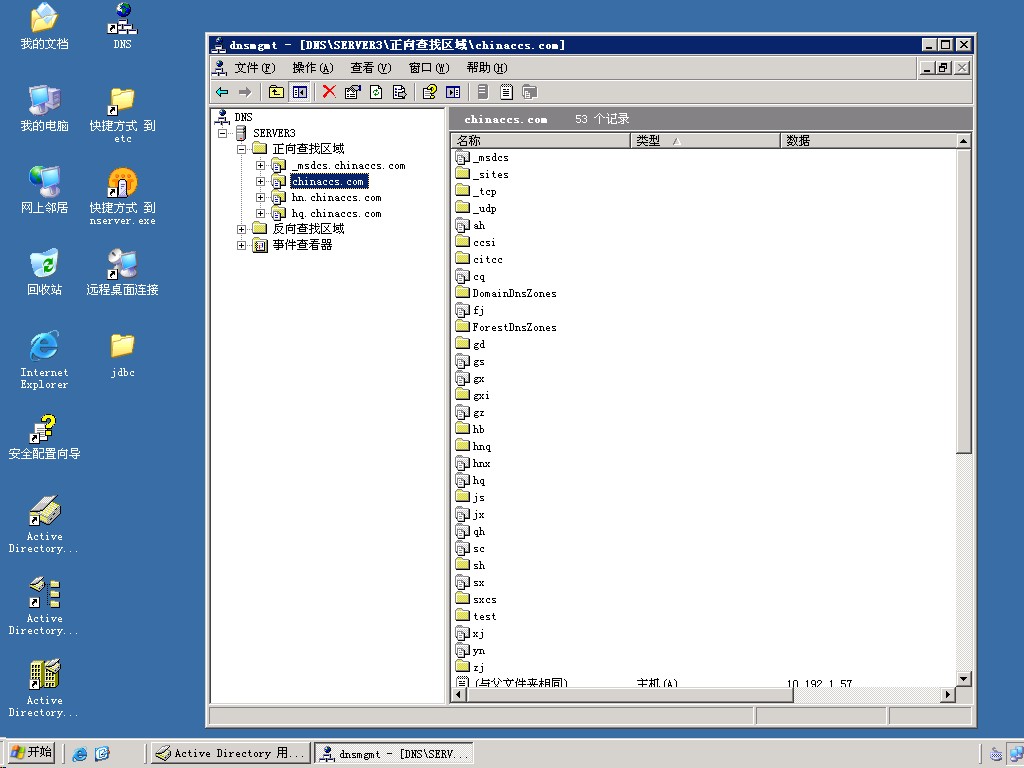 我的文档
DNS
我的电脑
快捷方式 到
etc
网上邻居
快捷方式 到
nserver.exe
回收站
远程桌面连接
Internet
Explorer
jdbc
安全配置向导
Active
Directory...
Active
Directory...
Active
Directory...
dnsmgmt - [DNS\SERVER3\正向查找区域\chinaccs.com]
文件(F) 操作(A) 查看(V) 窗口(W) 帮助(H)
DNS
SERVER3
正向查找区域
_msdcs.chinaccs.com
chinaccs.com
hn.chinaccs.com
hq.chinaccs.com
反向查找区域
事件查看器
chinaccs.com 53 个记录
名称 类型 数据
_msdcs
_sites
_tcp
_udp
ah
ccsi
citcc
cq
DomainDnsZones
fj
ForestDnsZones
gd
gs
gx
gxi
gz
hb
hnq
hnx
hq
js
jx
qh
sc
sh
sx
sxcs
test
xj
yn
zj
(与父文件夹相同) 主机(A) 10.192.1.57
开始
Active Directory 用...
dnsmgmt - [DNS\SERV...